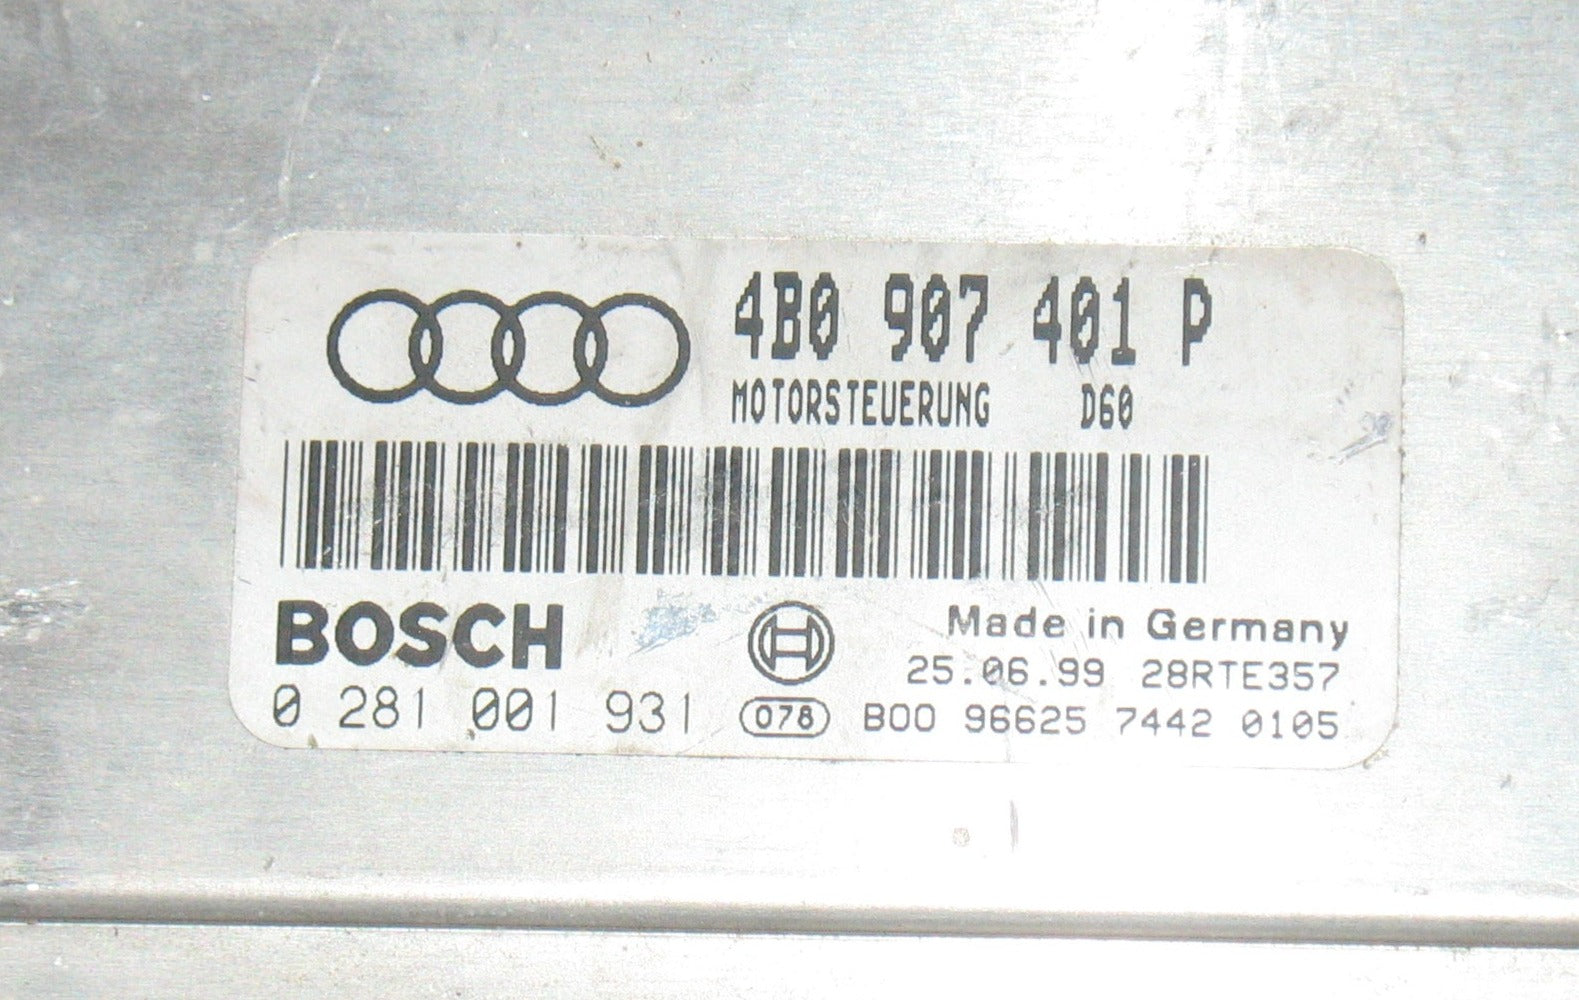 4B0 907 401 P
MOTORSTEUERUNG D60
BOSCH
Made in Germany
25.06.99 28RTE357
0 281 001 931 078 B00 96625 7442 0105